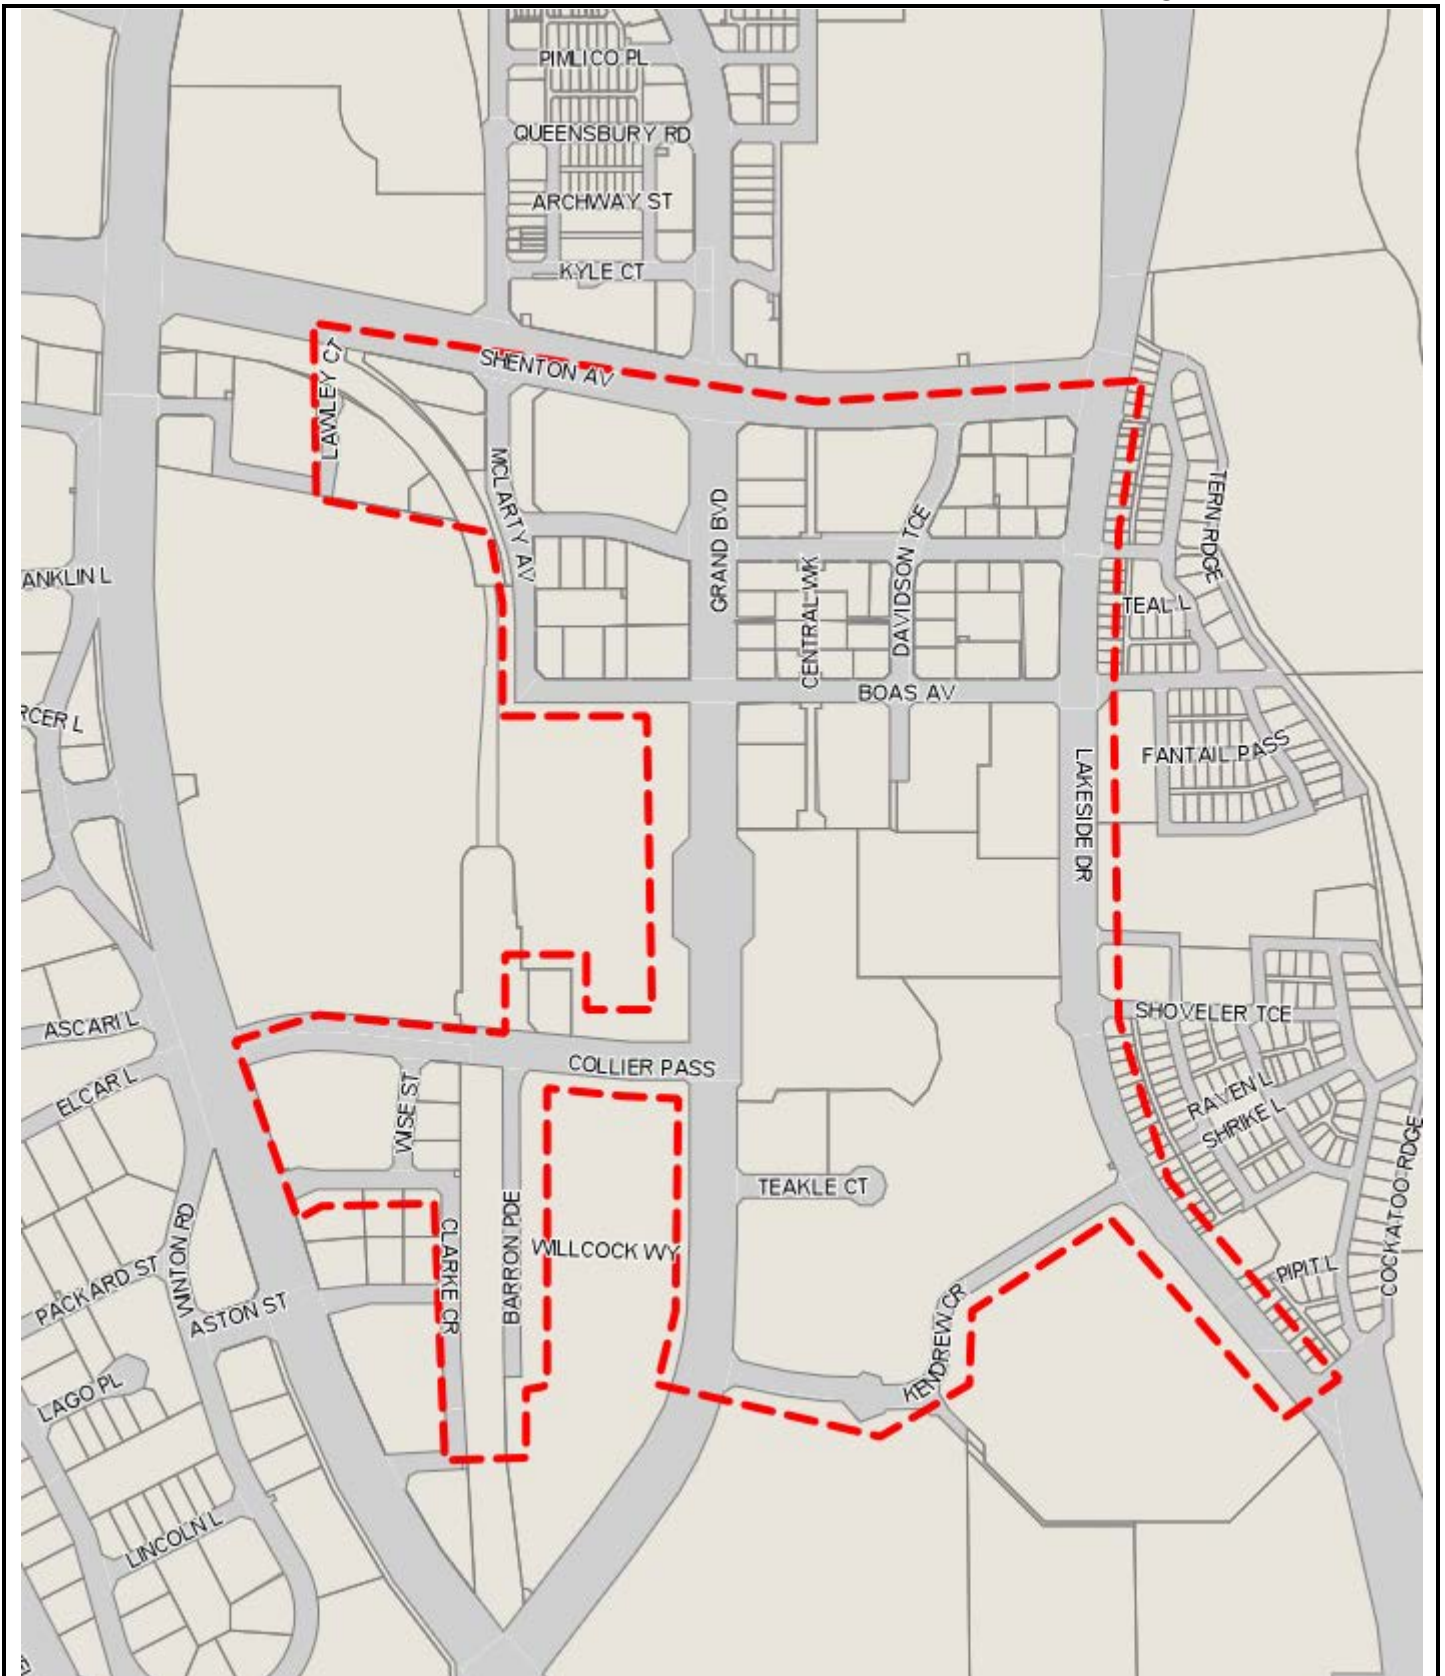 PIMLICO PL
QUEENSBURY RD
ARCHWAY ST
KYLE CT
SHENTON AV
LAWLEY CT
MCLARTY AV
GRAND BVD
CENTRAL WK
DAVIDSON TCE
TERN RDGE
ANKLIN L
TEAL L
BOAS AV
RCER L
FANTAIL PASS
LAKESIDE DR
ASCARI L
SHOVELER TCE
COLLIER PASS
ELCAR L
WISE ST
RAVEN L
SHRIKE L
COCKATOO RDGE
TEAKLE CT
WINTON RD
CLARKE CR
BARRON PDE
WILLCOCK WY
PACKARD ST
PIPIT L
ASTON ST
KENDREW CR
LAGO PL
LINCOLN L